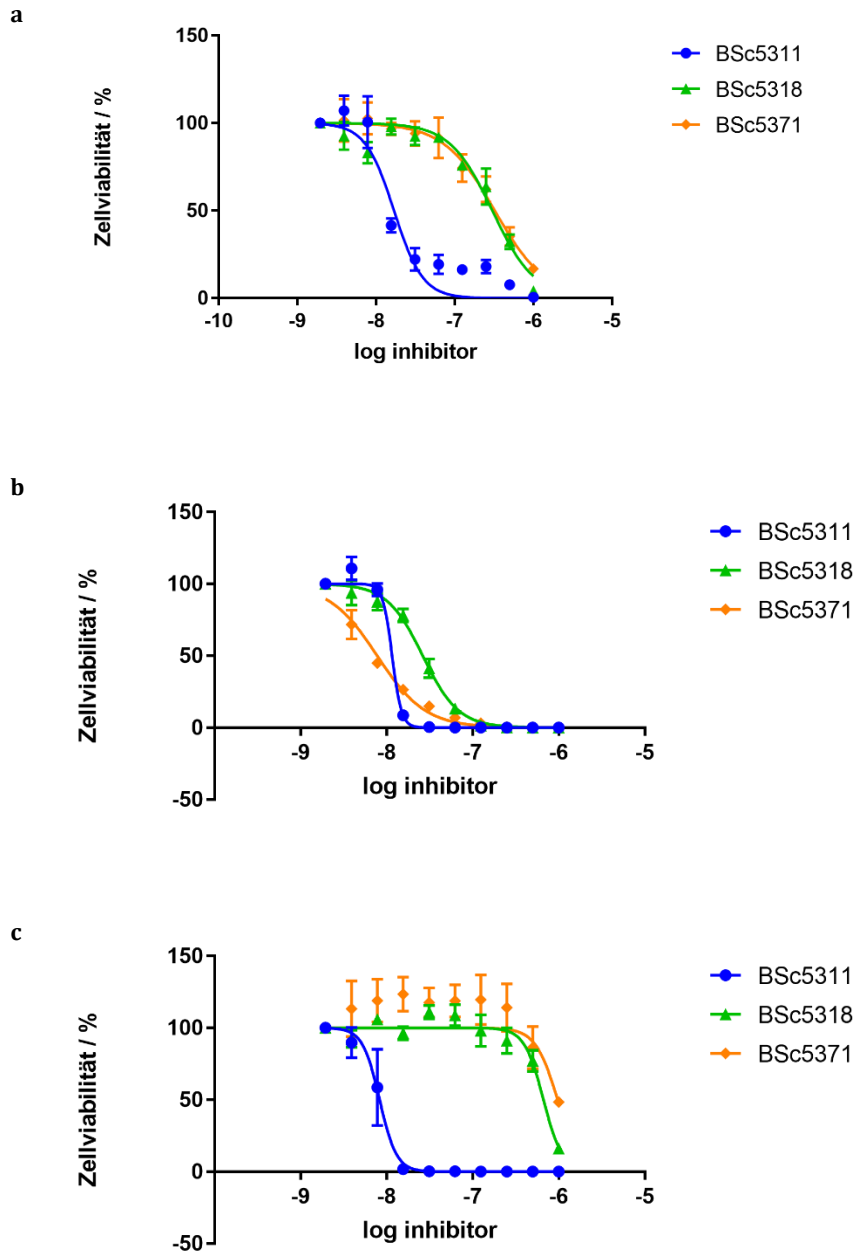 a
150
100
50
0
Zellviabilität / %
-10 -9 -8 -7 -6 -5
log inhibitor
BSc5311
BSc5318
BSc5371
b
150
100
50
0
-50
Zellviabilität / %
-9 -8 -7 -6 -5
log inhibitor
BSc5311
BSc5318
BSc5371
c
150
100
50
0
-50
Zellviabilität / %
-9 -8 -7 -6 -5
log inhibitor
BSc5311
BSc5318
BSc5371